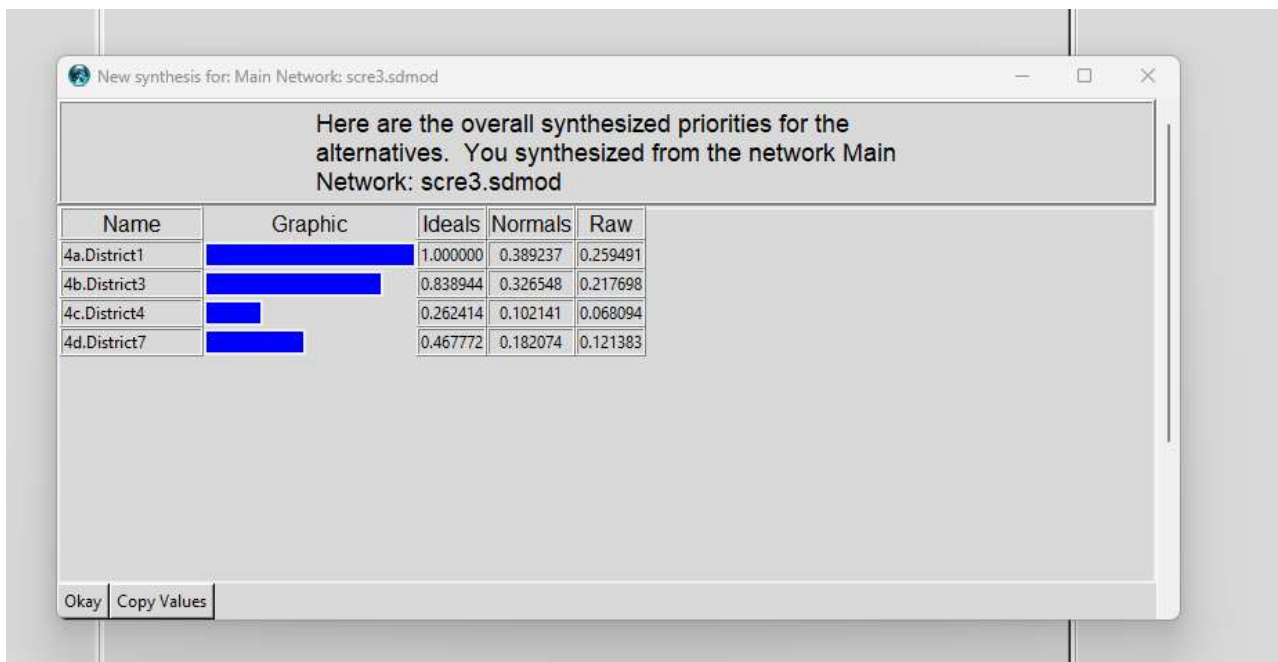 New synthesis for: Main Network: scre3.sdmod
Here are the overall synthesized priorities for the
alternatives. You synthesized from the network Main
Network: scre3.sdmod
Name Graphic Ideals Normals Raw
4a.District1 1.000000 0.389237 0.259491
4b.District3 0.838944 0.326548 0.217698
4c.District4 0.262414 0.102141 0.068094
4d.District7 0.467772 0.182074 0.121383
Okay Copy Values